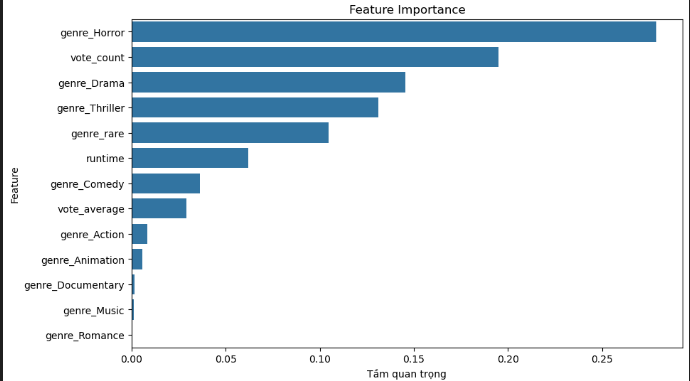 Feature Importance
genre_Horror
vote_count
genre_Drama
genre_Thriller
genre_rare
runtime
genre_Comedy
vote_average
genre_Action
genre_Animation
genre_Documentary
genre_Music
genre_Romance
Feature
0.00 0.05 0.10 0.15 0.20 0.25
Tầm quan trọng